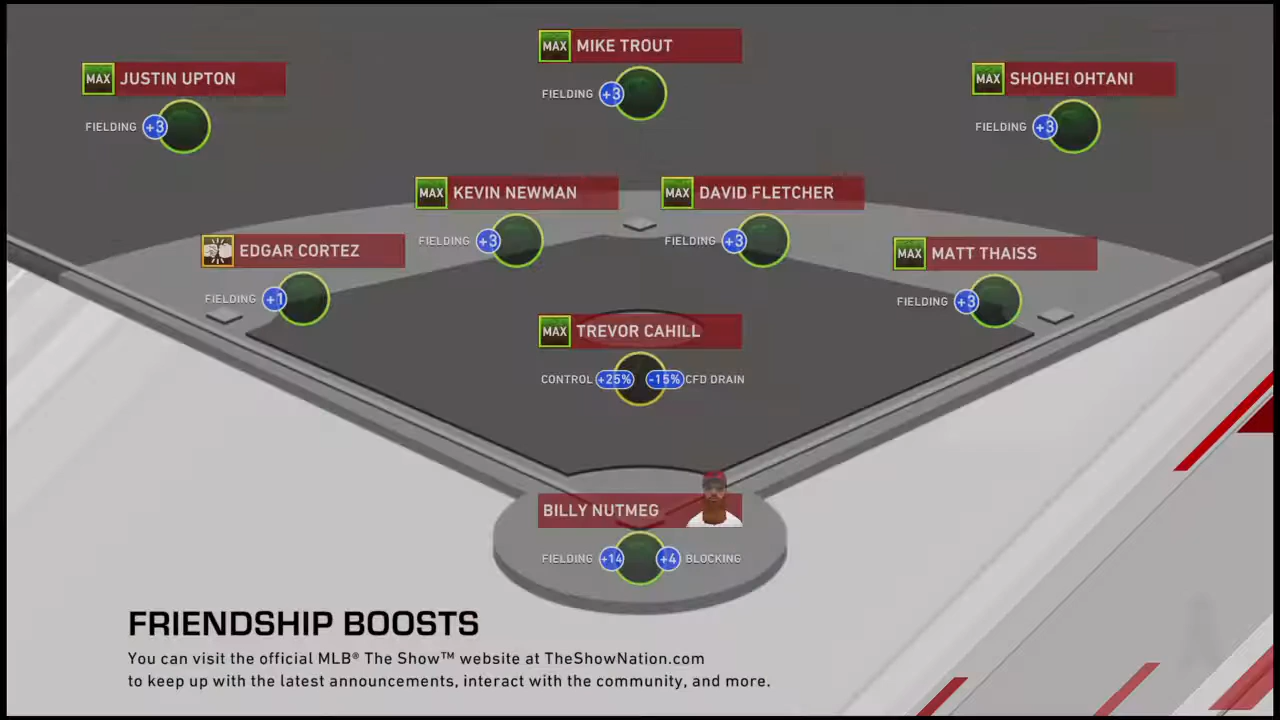 MAX MIKE TROUT
FIELDING +3
MAX JUSTIN UPTON
FIELDING +3
MAX SHOHEI OHTANI
FIELDING +3
MAX KEVIN NEWMAN
FIELDING +3
MAX DAVID FLETCHER
FIELDING +3
EDGAR CORTEZ
FIELDING +1
MAX MATT THAISS
FIELDING +3
MAX TREVOR CAHILL
CONTROL +25% -15% CFD DRAIN
BILLY NUTMEG
FIELDING +14 +4 BLOCKING
FRIENDSHIP BOOSTS
You can visit the official MLB® The Show™ website at TheShowNation.com
to keep up with the latest announcements, interact with the community, and more.